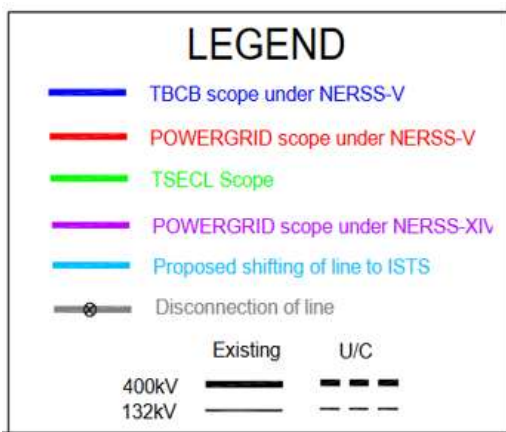 LEGEND
TBCB scope under NERSS-V
POWERGRID scope under NERSS-V
TSECL Scope
POWERGRID scope under NERSS-XIV
Proposed shifting of line to ISTS
Disconnection of line
Existing U/C
400kV
132kV